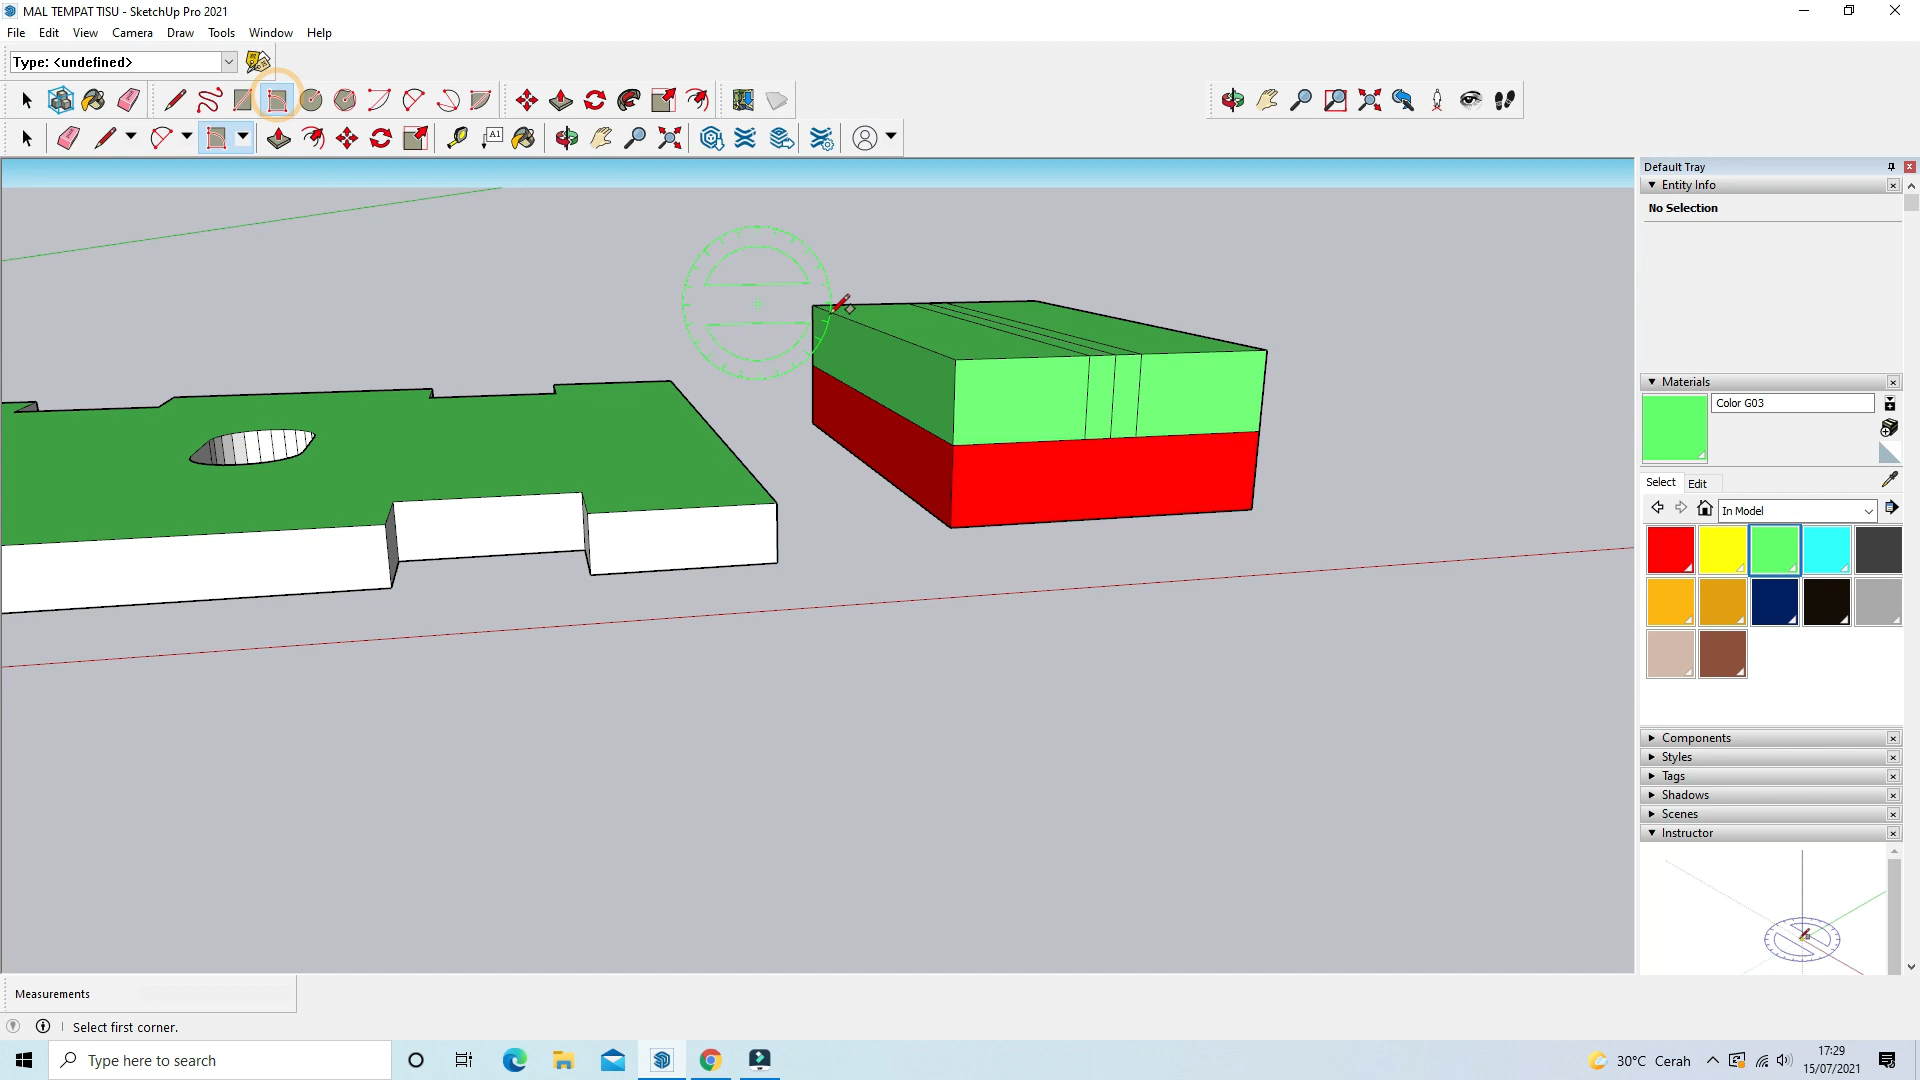 MAL TEMPAT TISU - SketchUp Pro 2021
File Edit View Camera Draw Tools Window Help
Type: <undefined>
A1
Default Tray
Entity Info
No Selection
Materials
Color G03
Select Edit
In Model
Components
Styles
Tags
Shadows
Scenes
Instructor
Measurements
Select first corner.
Type here to search
30°C Cerah
17:29
15/07/2021